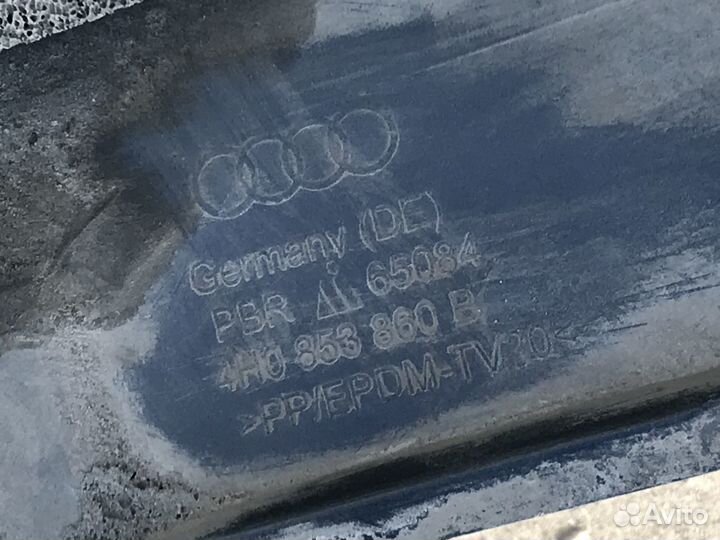 Germany (DE)
PBR 65084
4H0 853 860 B
>PP/EPDM-TV20<
Avito